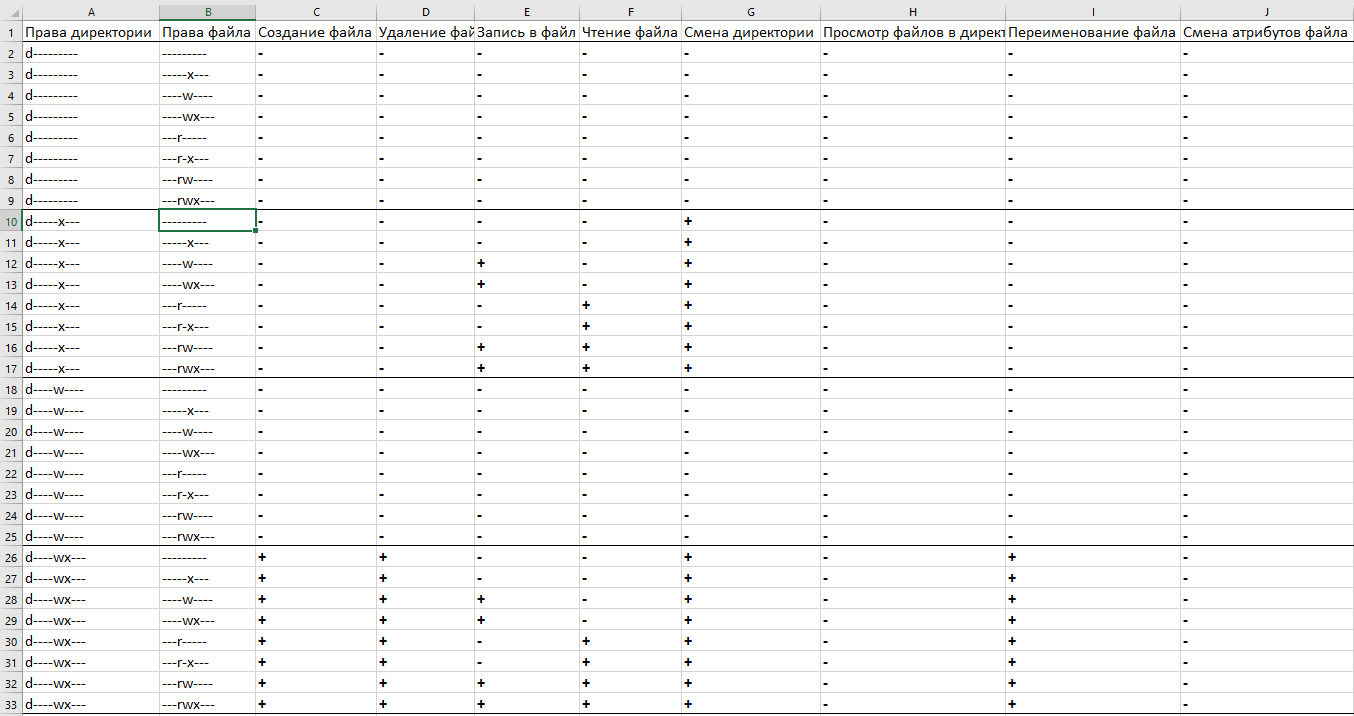 A B C D E F G H I J
1 Права директории Права файла Создание файла Удаление фай Запись в файл Чтение файла Смена директории Просмотр файлов в директ Переименование файла Смена атрибутов файла
2 d--------- --------- - - - - - - - -
3 d--------- -----x--- - - - - - - - -
4 d--------- ----w---- - - - - - - - -
5 d--------- ----wx--- - - - - - - - -
6 d--------- ---r----- - - - - - - - -
7 d--------- ---r-x--- - - - - - - - -
8 d--------- ---rw---- - - - - - - - -
9 d--------- ---rwx--- - - - - - - - -
10 d-----x--- --------- - - - - + - - -
11 d-----x--- -----x--- - - - - + - - -
12 d-----x--- ----w---- - - + - + - - -
13 d-----x--- ----wx--- - - + - + - - -
14 d-----x--- ---r----- - - - + + - - -
15 d-----x--- ---r-x--- - - - + + - - -
16 d-----x--- ---rw---- - - + + + - - -
17 d-----x--- ---rwx--- - - + + + - - -
18 d----w---- --------- - - - - - - - -
19 d----w---- -----x--- - - - - - - - -
20 d----w---- ----w---- - - - - - - - -
21 d----w---- ----wx--- - - - - - - - -
22 d----w---- ---r----- - - - - - - - -
23 d----w---- ---r-x--- - - - - - - - -
24 d----w---- ---rw---- - - - - - - - -
25 d----w---- ---rwx--- - - - - - - - -
26 d----wx--- --------- + + - - + - + -
27 d----wx--- -----x--- + + - - + - + -
28 d----wx--- ----w---- + + + - + - + -
29 d----wx--- ----wx--- + + + - + - + -
30 d----wx--- ---r----- + + - + + - + -
31 d----wx--- ---r-x--- + + - + + - + -
32 d----wx--- ---rw---- + + + + + - + -
33 d----wx--- ---rwx--- + + + + + - + -